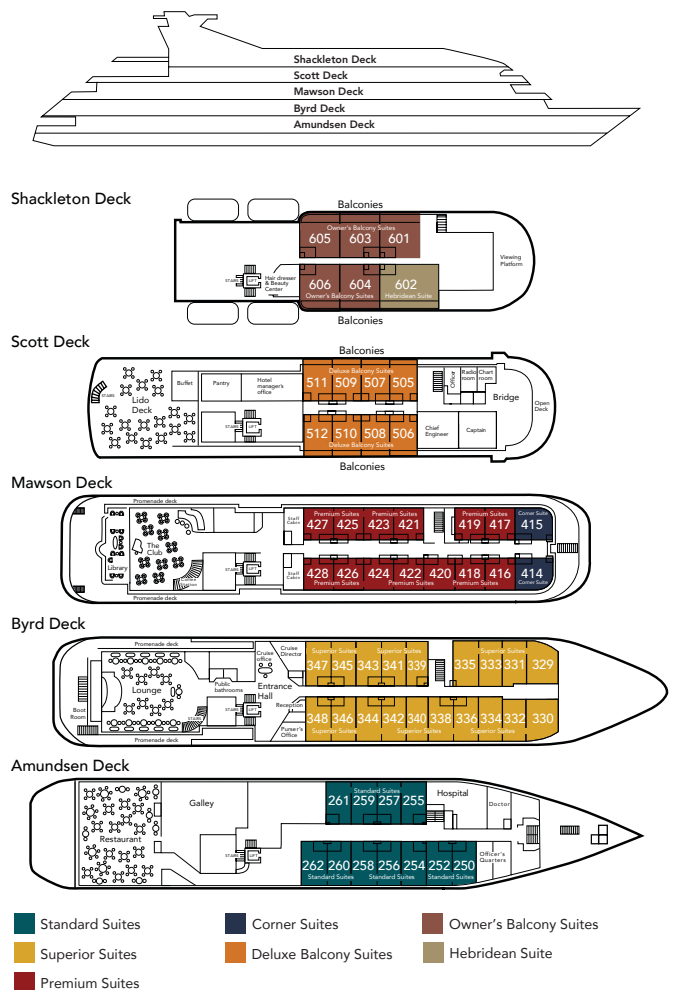 Shackleton Deck
Scott Deck
Mawson Deck
Byrd Deck
Amundsen Deck
Shackleton Deck
Balconies
Owner's Balcony Suites
605 603 601
Viewing
Platform
STAIRS LIFT
Hair dresser
& Beauty
Center
606 604 602
Owner's Balcony Suites Hebridean Suite
Balconies
Scott Deck
Balconies
Deluxe Balcony Suites
511 509 507 505
Buffet
Pantry
Hotel
manager's
office
Officer
Radio
room
Chart
room
STAIRS
Lido
Deck
Bridge
Open
Deck
STAIRS LIFT
512 510 508 506
Deluxe Balcony Suites
Chief
Engineer
Captain
Balconies
Mawson Deck
Promenade deck
Staff
Cabin
Premium Suites Premium Suites Premium Suites Corner Suite
427 425 423 421 419 417 415
The
Club
Library
STAIRS LIFT
Staff
Cabin
428 426 424 422 420 418 416 414
Premium Suites Premium Suites Premium Suites Corner Suite
Promenade deck
Byrd Deck
Promenade deck
Cruise
office
Cruise
Director
Superior Suites Superior Suites Superior Suites
347 345 343 341 339 335 333 331 329
Lounge
Public
bathrooms
Entrance
Hall
Boot
Room
STAIRS
STAIRS LIFT
Reception
Purser's
Office
348 346 344 342 340 338 336 334 332 330
Superior Suites Superior Suites Superior Suites
Promenade deck
Amundsen Deck
Galley
Standard Suites
261 259 257 255
Hospital
Doctor
Restaurant
STAIRS LIFT
262 260 258 256 254 252 250
Standard Suites Standard Suites Standard Suites
Officer's
Quarters
Standard Suites
Corner Suites
Owner's Balcony Suites
Superior Suites
Deluxe Balcony Suites
Hebridean Suite
Premium Suites